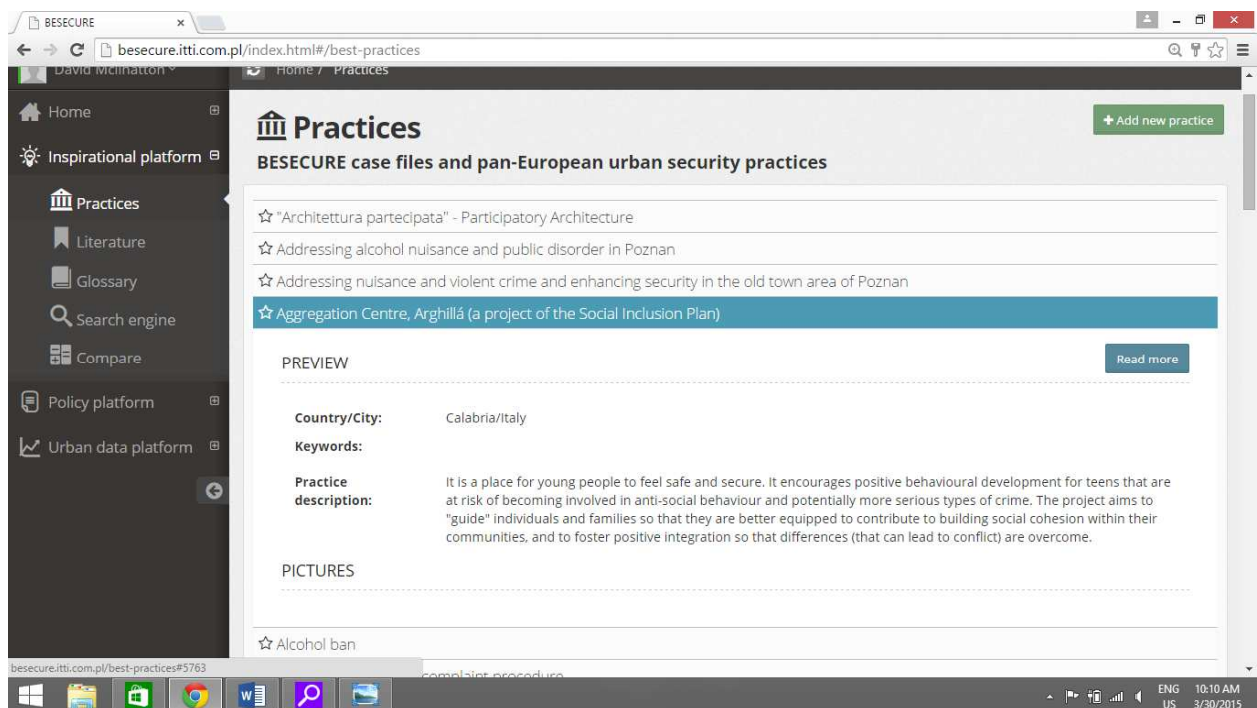 BESECURE
besecure.itti.com.pl/index.html#/best-practices
David McIlhatton
Home / Practices
Home
Inspirational platform
Practices
Literature
Glossary
Search engine
Compare
Policy platform
Urban data platform
Practices
+ Add new practice
BESECURE case files and pan-European urban security practices
"Architettura partecipata" - Participatory Architecture
Addressing alcohol nuisance and public disorder in Poznan
Addressing nuisance and violent crime and enhancing security in the old town area of Poznan
Aggregation Centre, Arghillá (a project of the Social Inclusion Plan)
PREVIEW
Read more
Country/City: Calabria/Italy
Keywords:
Practice description:
It is a place for young people to feel safe and secure. It encourages positive behavioural development for teens that are
at risk of becoming involved in anti-social behaviour and potentially more serious types of crime. The project aims to
"guide" individuals and families so that they are better equipped to contribute to building social cohesion within their
communities, and to foster positive integration so that differences (that can lead to conflict) are overcome.
PICTURES
Alcohol ban
complaint procedure
besecure.itti.com.pl/best-practices#5763
ENG 10:10 AM
US 3/30/2015